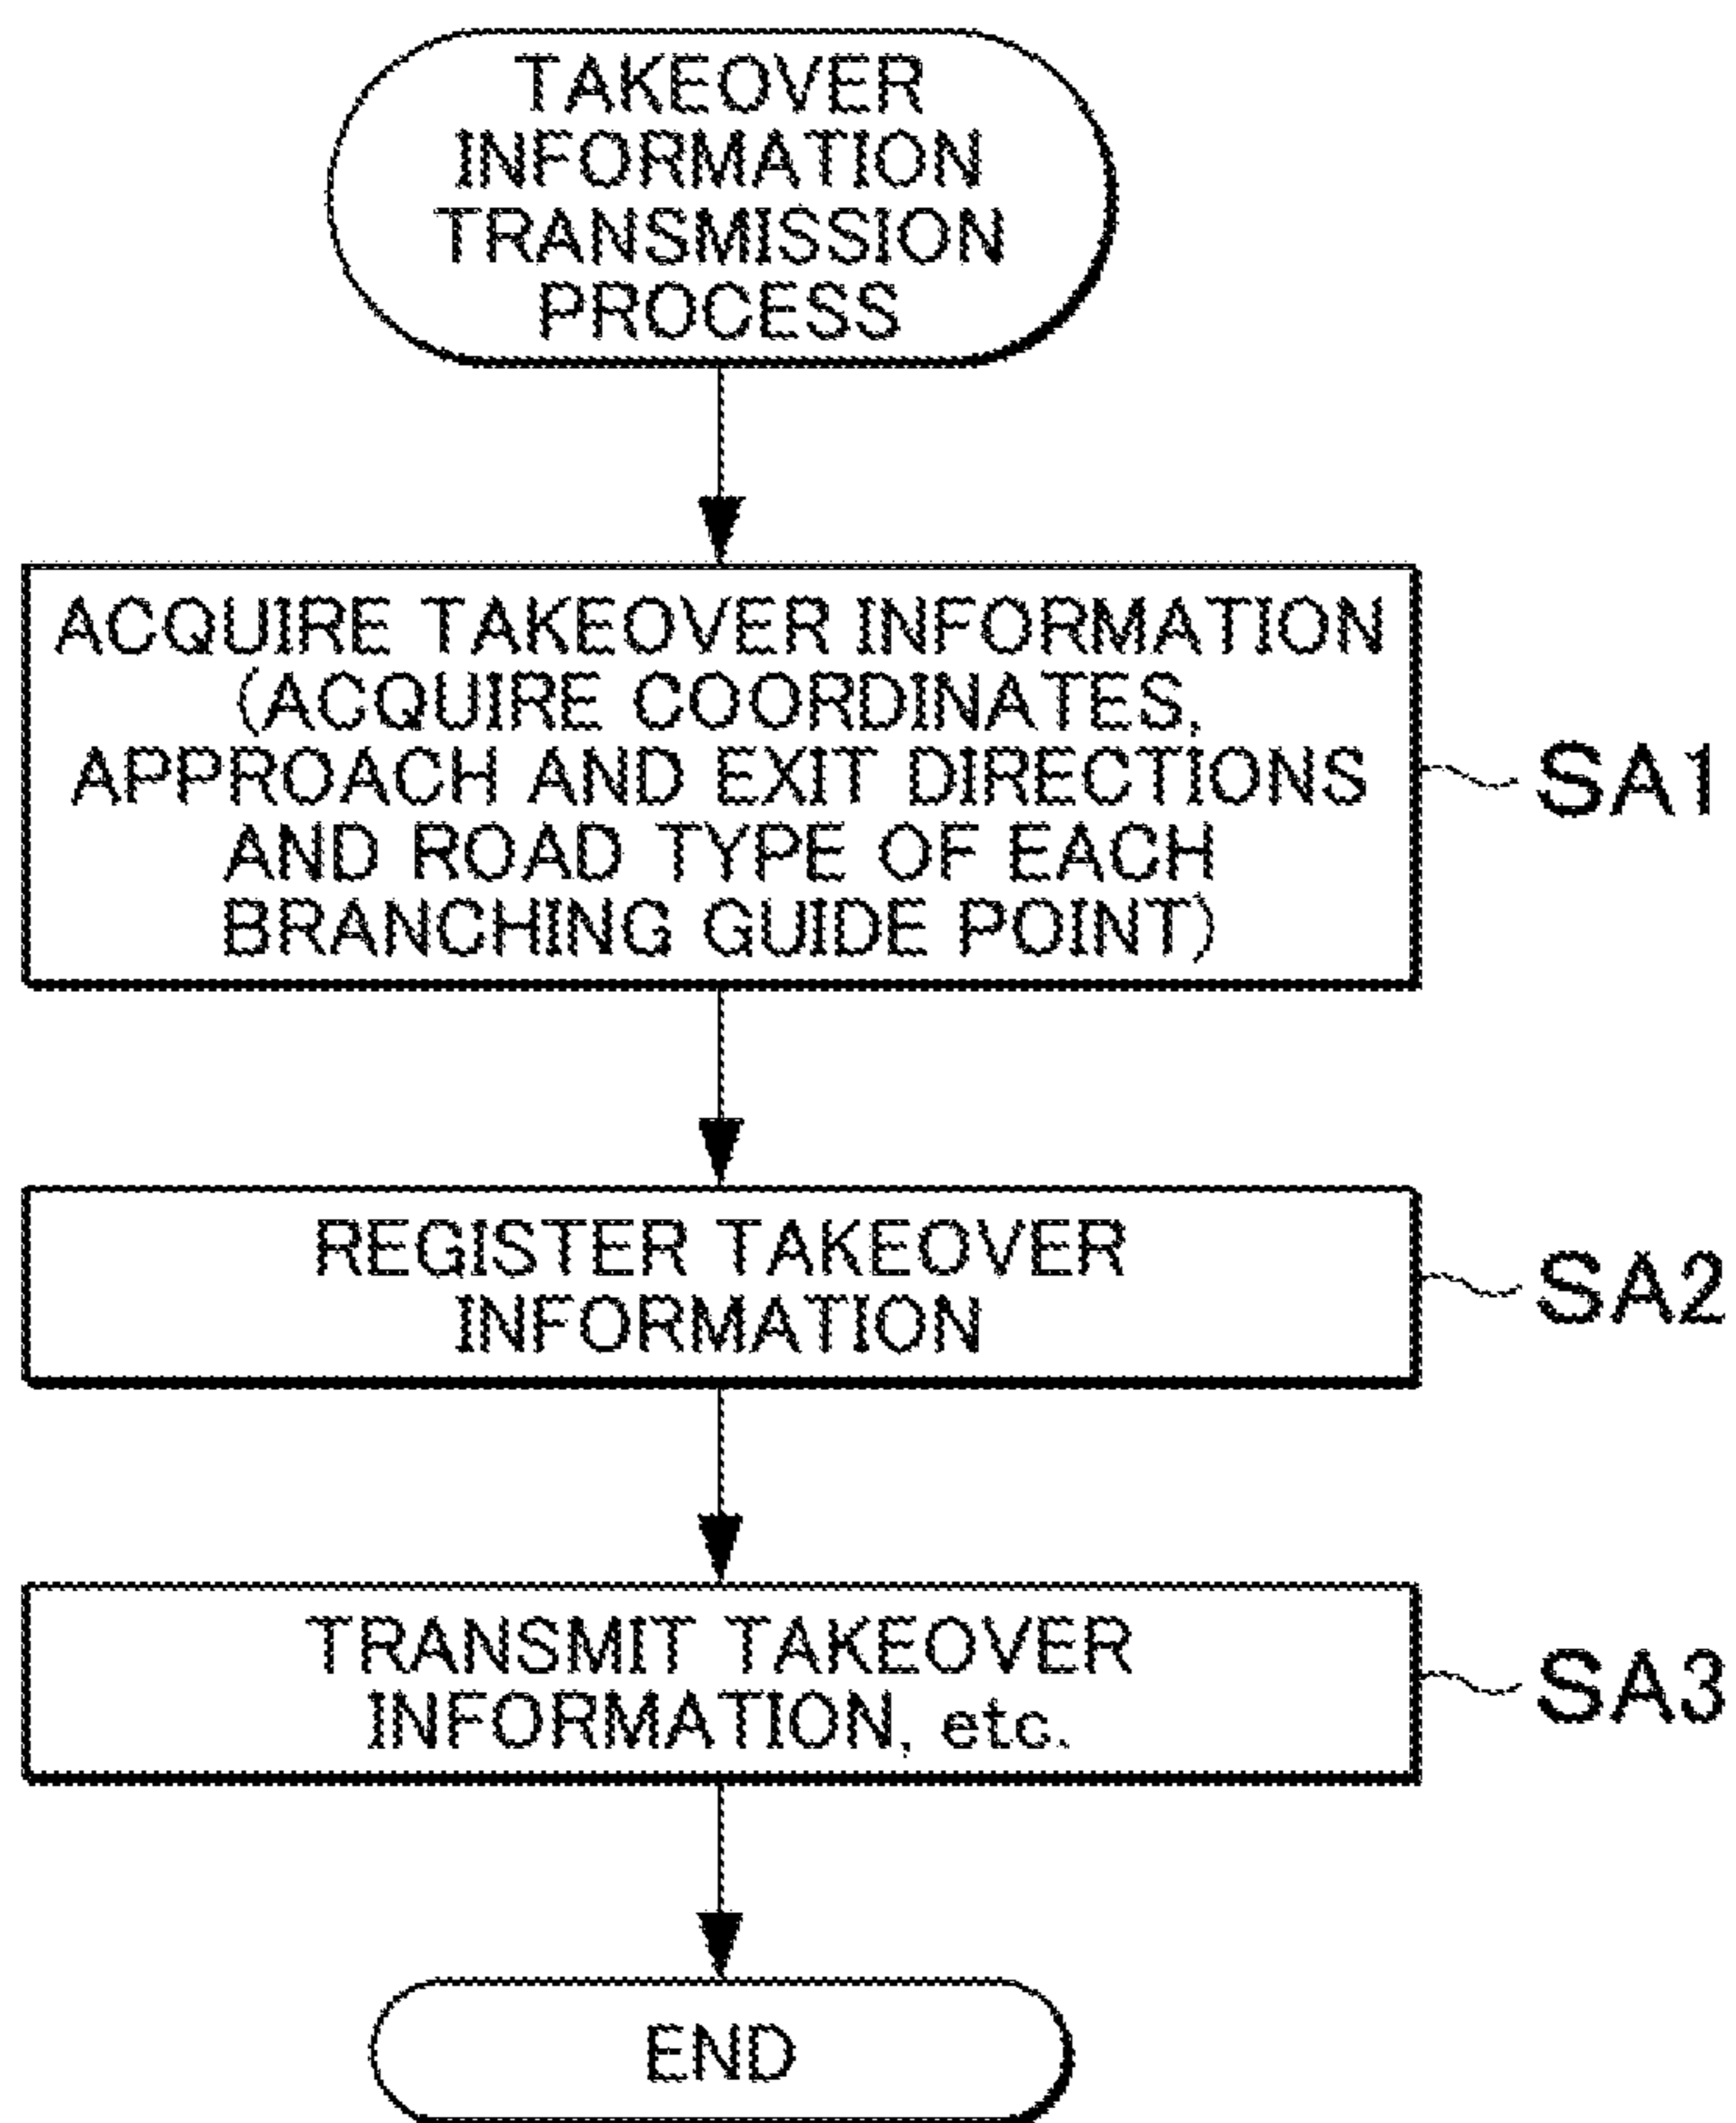 TAKEOVER
INFORMATION
TRANSMISSION
PROCESS
ACQUIRE TAKEOVER INFORMATION
(ACQUIRE COORDINATES,
APPROACH AND EXIT DIRECTIONS
AND ROAD TYPE OF EACH
BRANCHING GUIDE POINT)
SA1
REGISTER TAKEOVER
INFORMATION
SA2
TRANSMIT TAKEOVER
INFORMATION, etc.
SA3
END